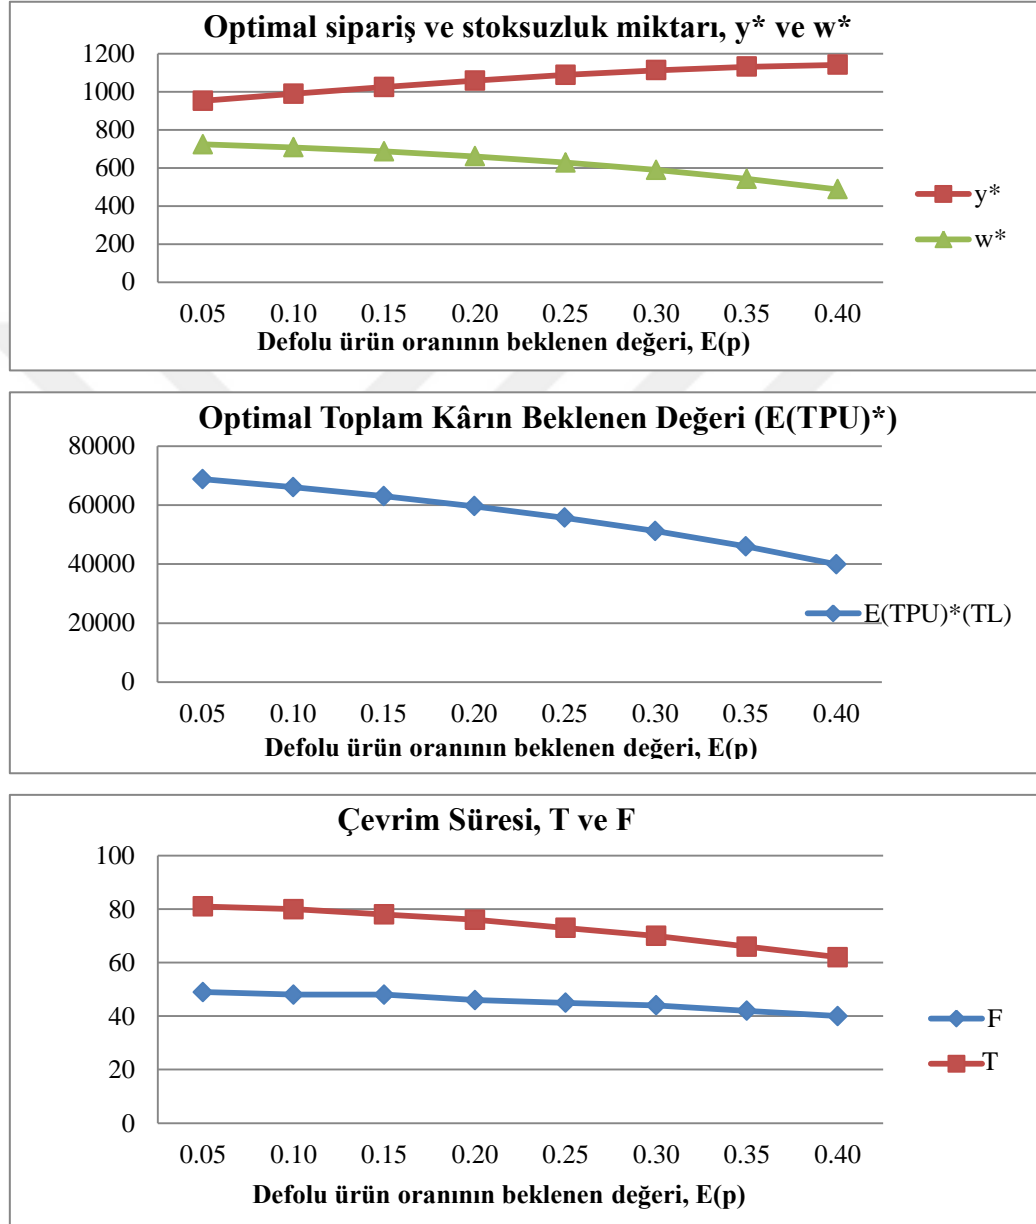 Optimal sipariş ve stoksuzluk miktarı, y* ve w*
1200
1000
800
600
400
200
0
y*
w*
0.05 0.10 0.15 0.20 0.25 0.30 0.35 0.40
Defolu ürün oranının beklenen değeri, E(p)
Optimal Toplam Kârın Beklenen Değeri (E(TPU)*)
80000
60000
40000
20000
0
E(TPU)*(TL)
0.05 0.10 0.15 0.20 0.25 0.30 0.35 0.40
Defolu ürün oranının beklenen değeri, E(p)
Çevrim Süresi, T ve F
100
80
60
40
20
0
F
T
0.05 0.10 0.15 0.20 0.25 0.30 0.35 0.40
Defolu ürün oranının beklenen değeri, E(p)